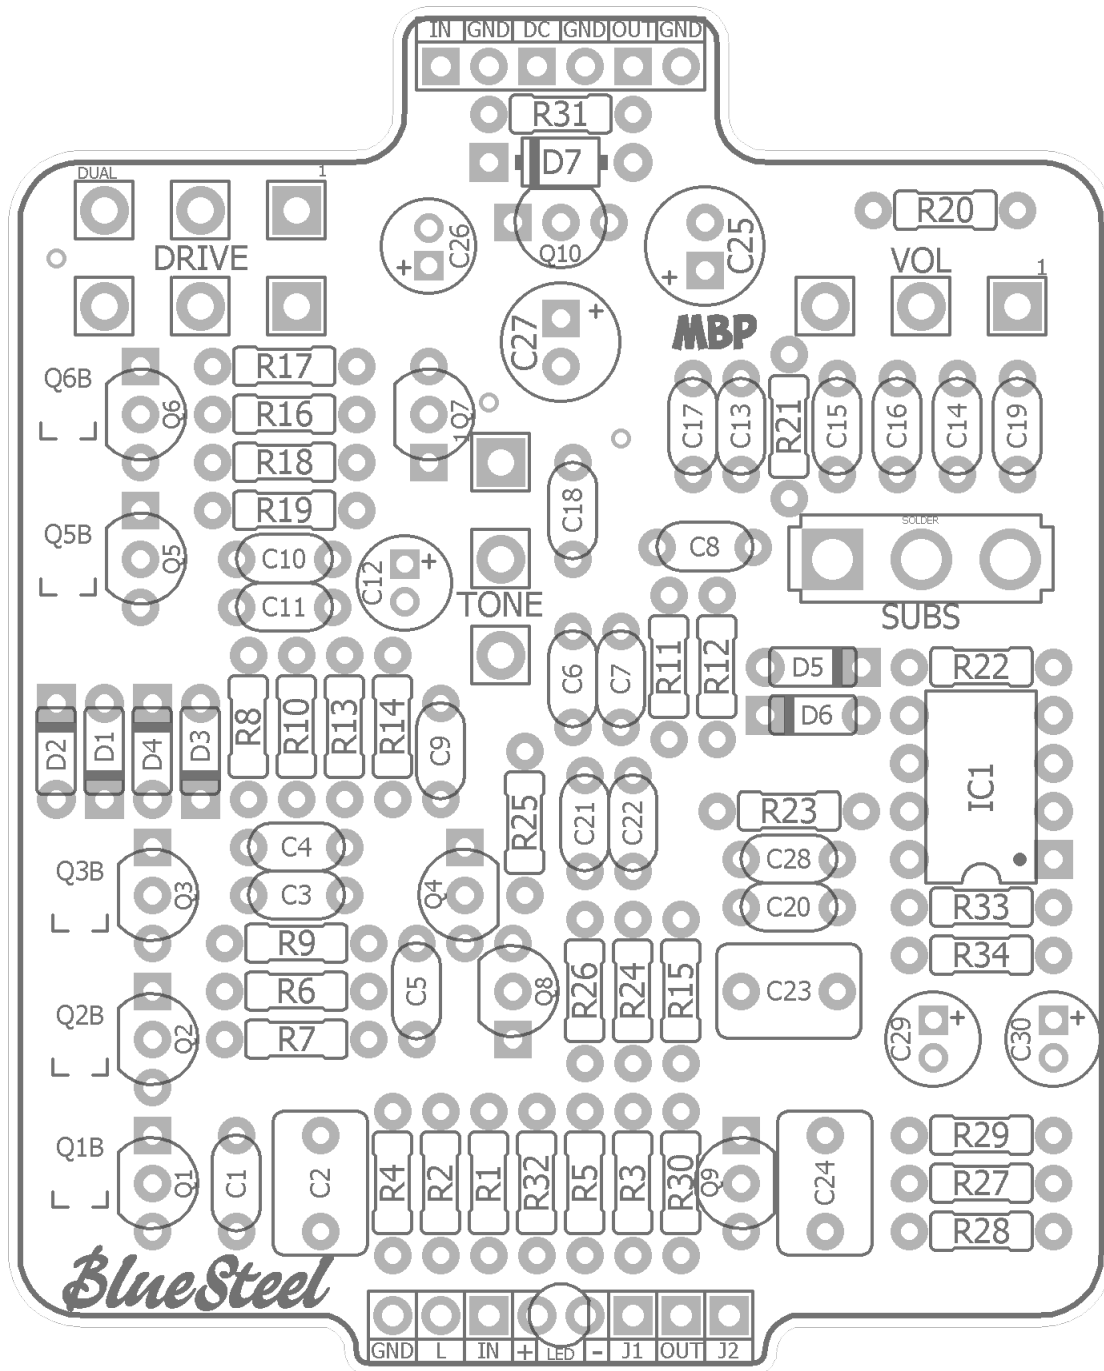 IN GND DC GND OUT GND
R31
D7
DUAL 1
DRIVE
C26
Q10
C25
R20
VOL
1
C27
MBP
Q6B
Q6
R17
R16
R18
R19
Q7
1
C17 C13 R21 C15 C16 C14 C19
C18
Q5B
Q5
C10
C11
C12
TONE
C8
SOLDER
SUBS
C6 C7 R11 R12
D5
D6
R22
D2 D1 D4 D3 R8 R10 R13 R14 C9
IC1
R25 C21 C22
R23
C28
C20
C4
C3
Q3B
Q3
Q4
R33
R34
R9
R6
R7
C5
Q8
R26 R24 R15
C23
Q2B
Q2
C29 C30
Q1B
Q1
C1
C2
R4 R2 R1 R32 R5 R3 R30
Q9
C24
R29
R27
R28
BlueSteel
GND L IN + LED - J1 OUT J2